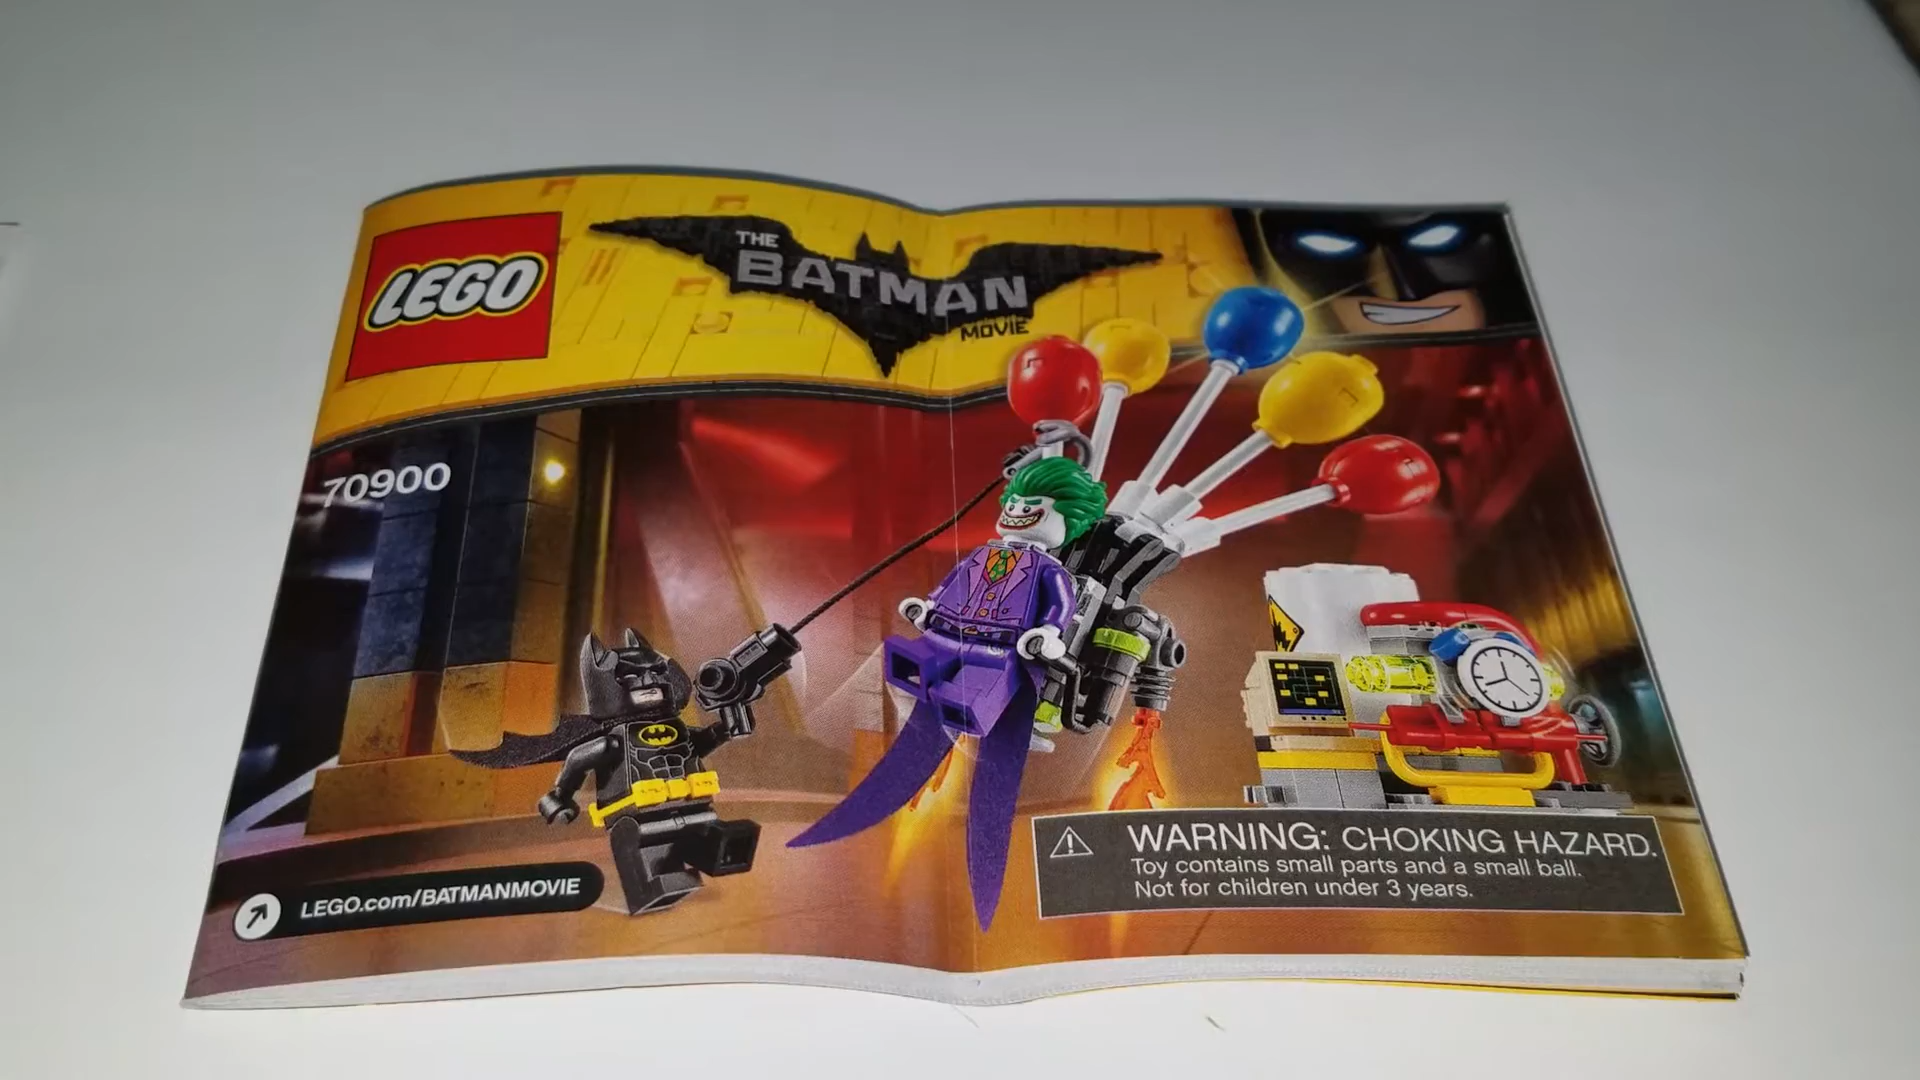 LEGO
THE
BATMAN
MOVIE
70900
WARNING: CHOKING HAZARD.
Toy contains small parts and a small ball.
Not for children under 3 years.
LEGO.com/BATMANMOVIE